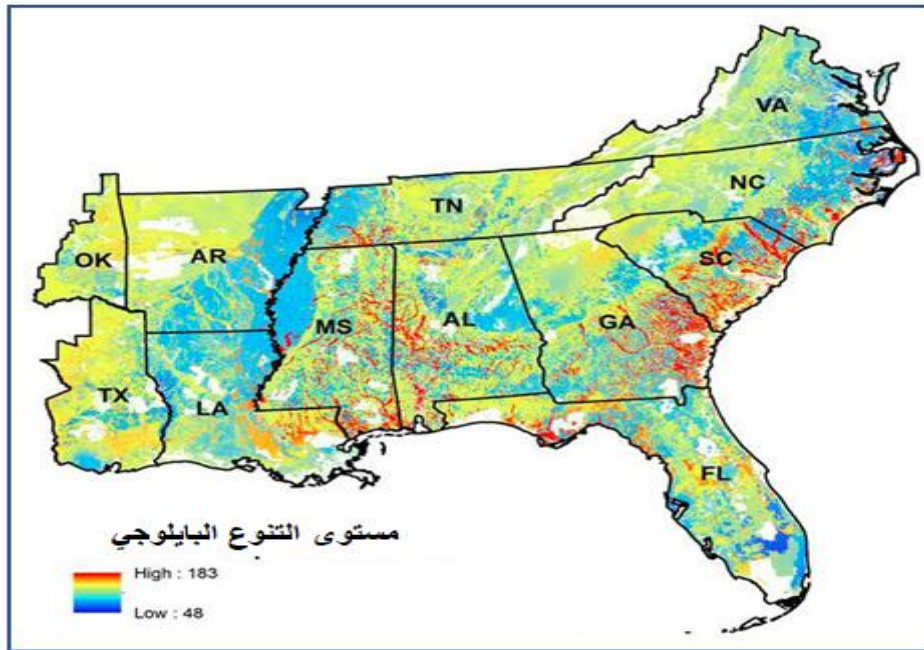 VA
NC
TN
OK
AR
SC
MS
AL
GA
TX
LA
FL
مستوى التنوع البايلوجي
High : 183
Low : 48